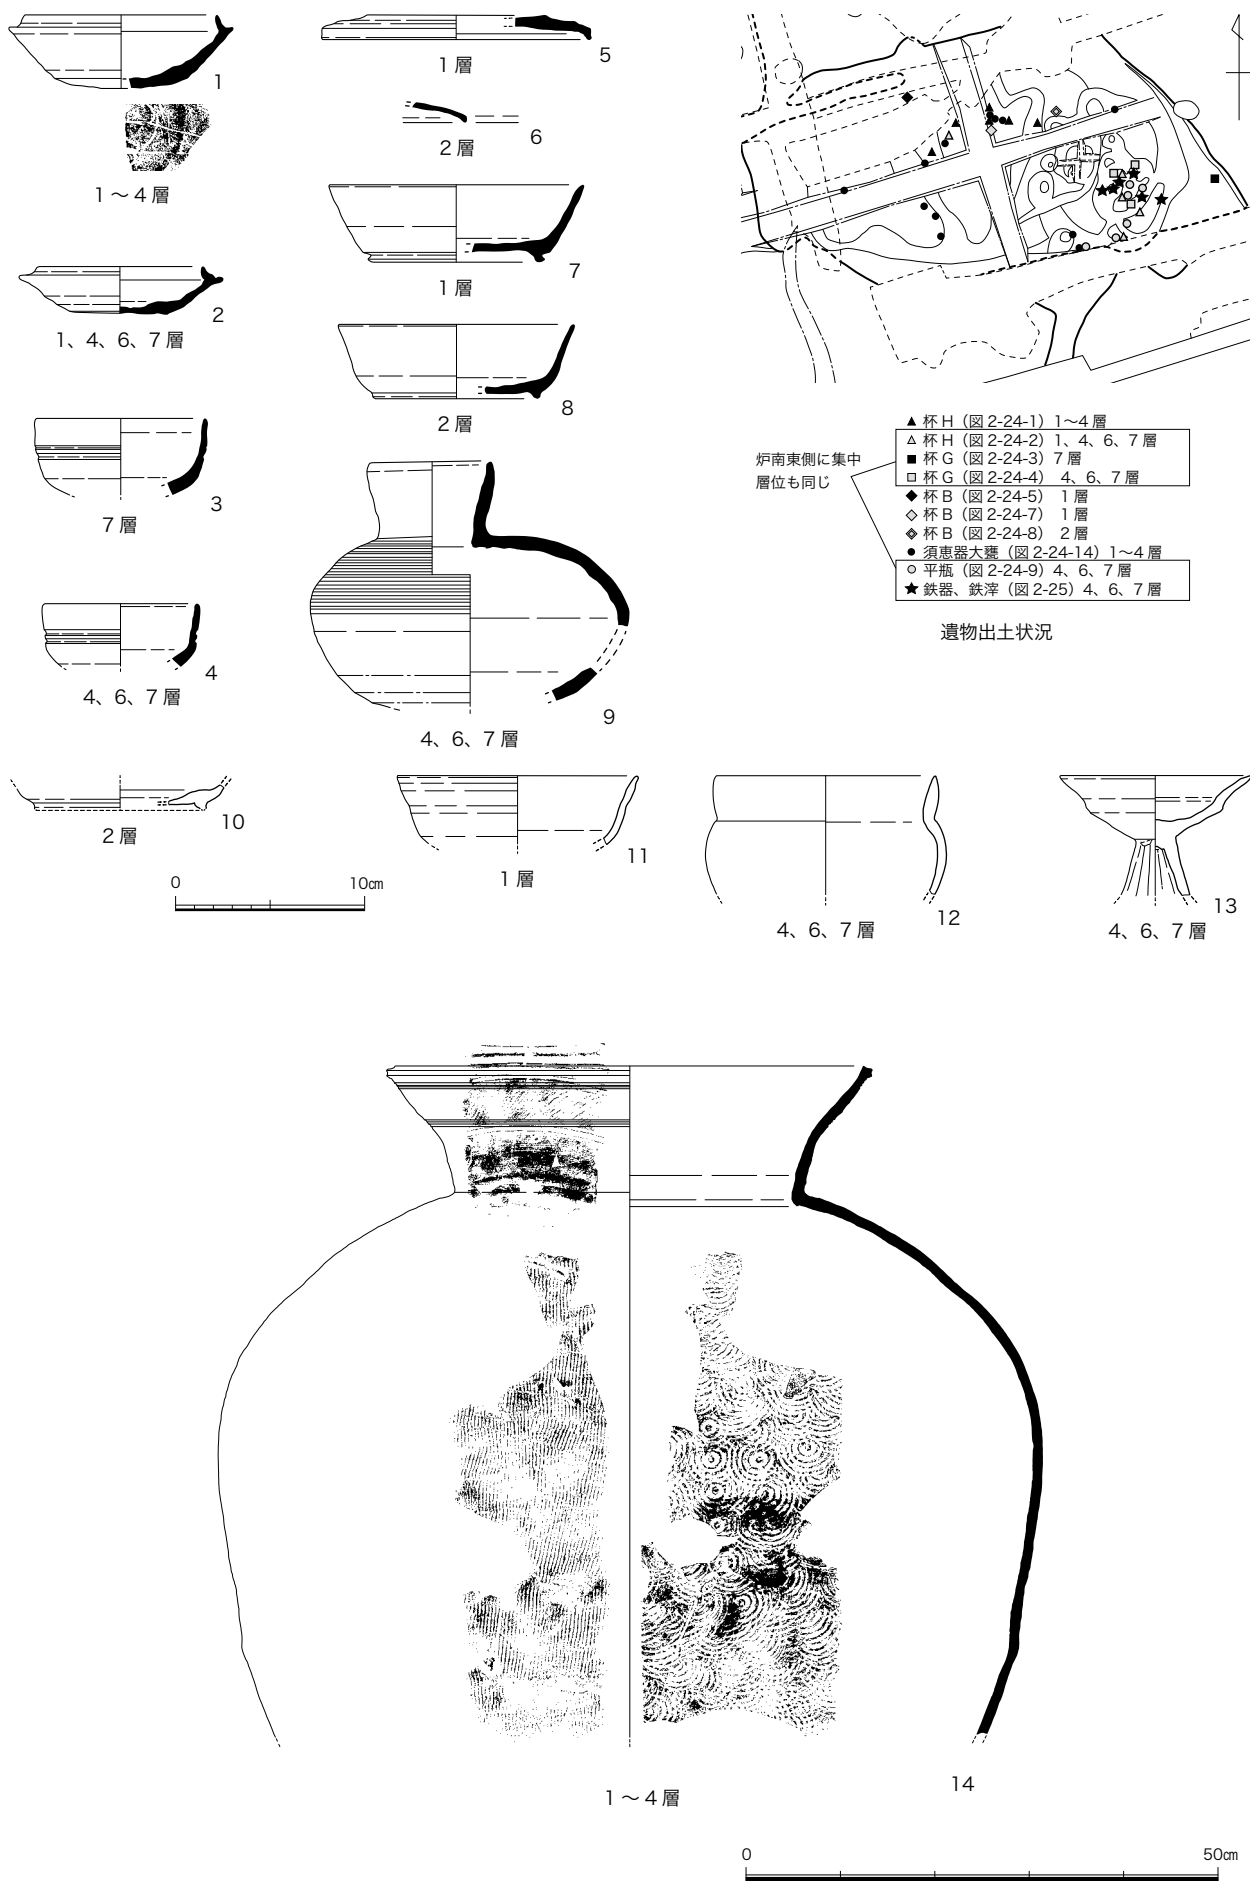 1
1～4層
2
1、4、6、7層
3
7層
4
4、6、7層
5
1層
6
2層
7
1層
8
2層
9
4、6、7層
▲ 杯H（図2-24-1）1～4層
△ 杯H（図2-24-2）1、4、6、7層
■ 杯G（図2-24-3）7層
杯G（図2-24-4） 4、6、7層
◆ 杯B（図2-24-5） 1層
◇ 杯B（図2-24-7） 1層
◈ 杯B（図2-24-8） 2層
● 須恵器大甕（図2-24-14）1～4層
○ 平瓶（図2-24-9）4、6、7層
★ 鉄器、鉄滓（図2-25）4、6、7層
炉南東側に集中
層位も同じ
遺物出土状況
10
2層
11
1層
12
4、6、7層
13
4、6、7層
0 10㎝
14
1～4層
0 50㎝